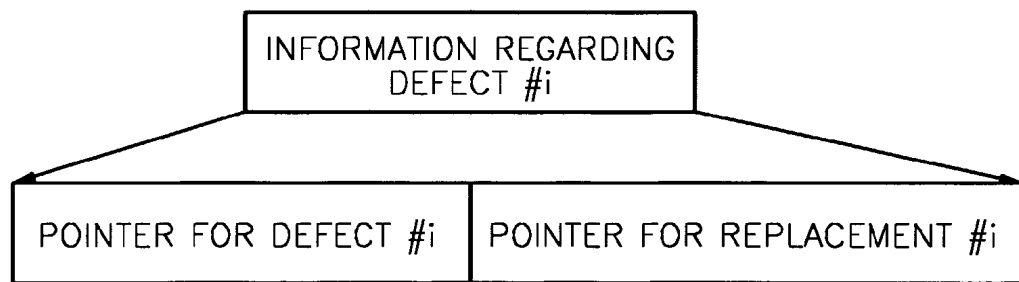 INFORMATION REGARDING
DEFECT #i
POINTER FOR DEFECT #i
POINTER FOR REPLACEMENT #i